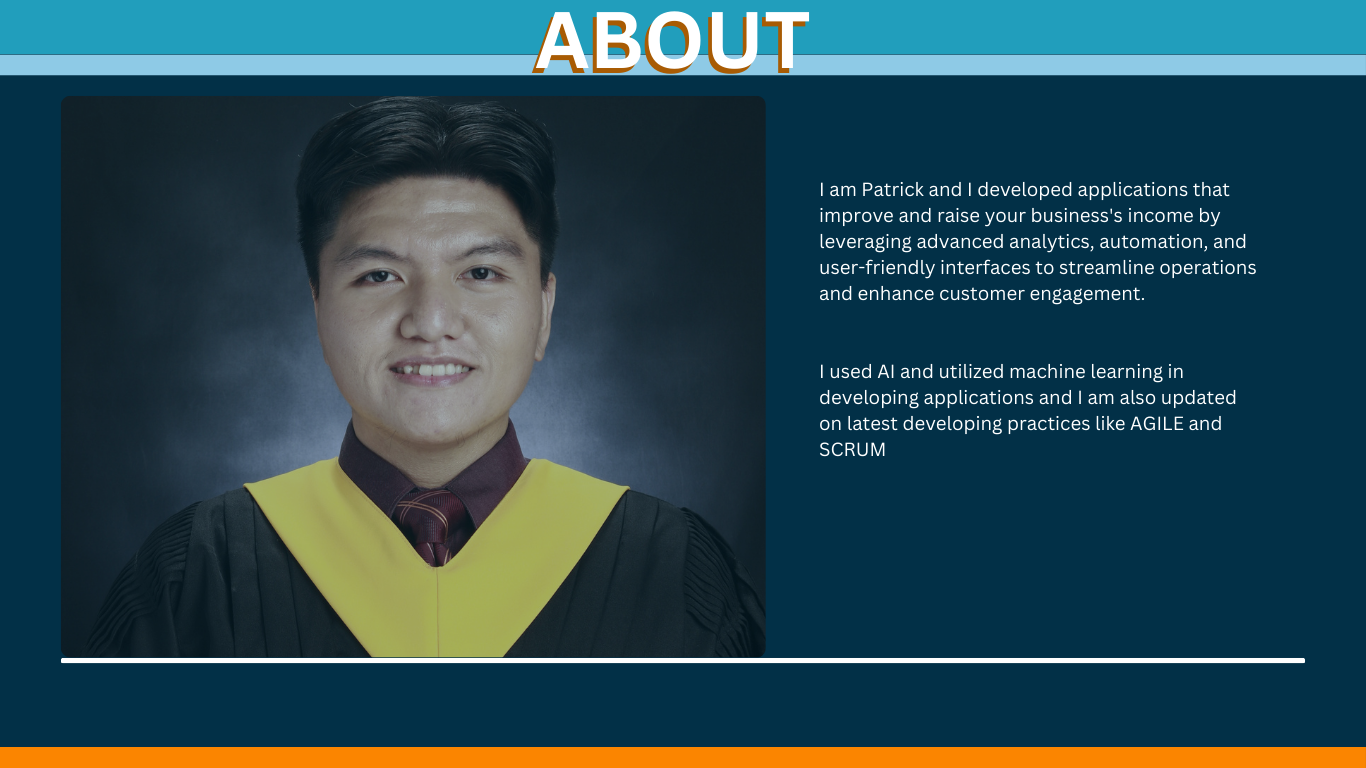 ABOUT
I am Patrick and I developed applications that
improve and raise your business's income by
leveraging advanced analytics, automation, and
user-friendly interfaces to streamline operations
and enhance customer engagement.
I used AI and utilized machine learning in
developing applications and I am also updated
on latest developing practices like AGILE and
SCRUM